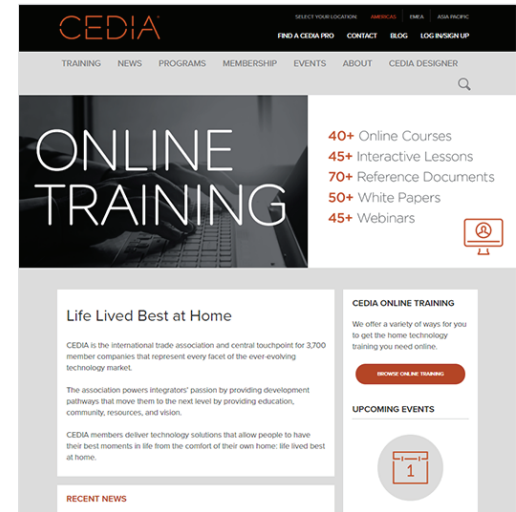 CEDIA
SELECT YOUR LOCATION: AMERICAS EMEA ASIA PACIFIC
FIND A CEDIA PRO CONTACT BLOG LOG IN/SIGN UP
TRAINING NEWS PROGRAMS MEMBERSHIP EVENTS ABOUT CEDIA DESIGNER
ONLINE
TRAINING
40+ Online Courses
45+ Interactive Lessons
70+ Reference Documents
50+ White Papers
45+ Webinars
Life Lived Best at Home
CEDIA is the international trade association and central touchpoint for 3,700
member companies that represent every facet of the ever-evolving
technology market.
The association powers integrators' passion by providing development
pathways that move them to the next level by providing education,
community, resources, and vision.
CEDIA members deliver technology solutions that allow people to have
their best moments in life from the comfort of their own home: life lived best
at home.
RECENT NEWS
CEDIA ONLINE TRAINING
We offer a variety of ways for you
to get the home technology
training you need online.
BROWSE ONLINE TRAINING
UPCOMING EVENTS
1